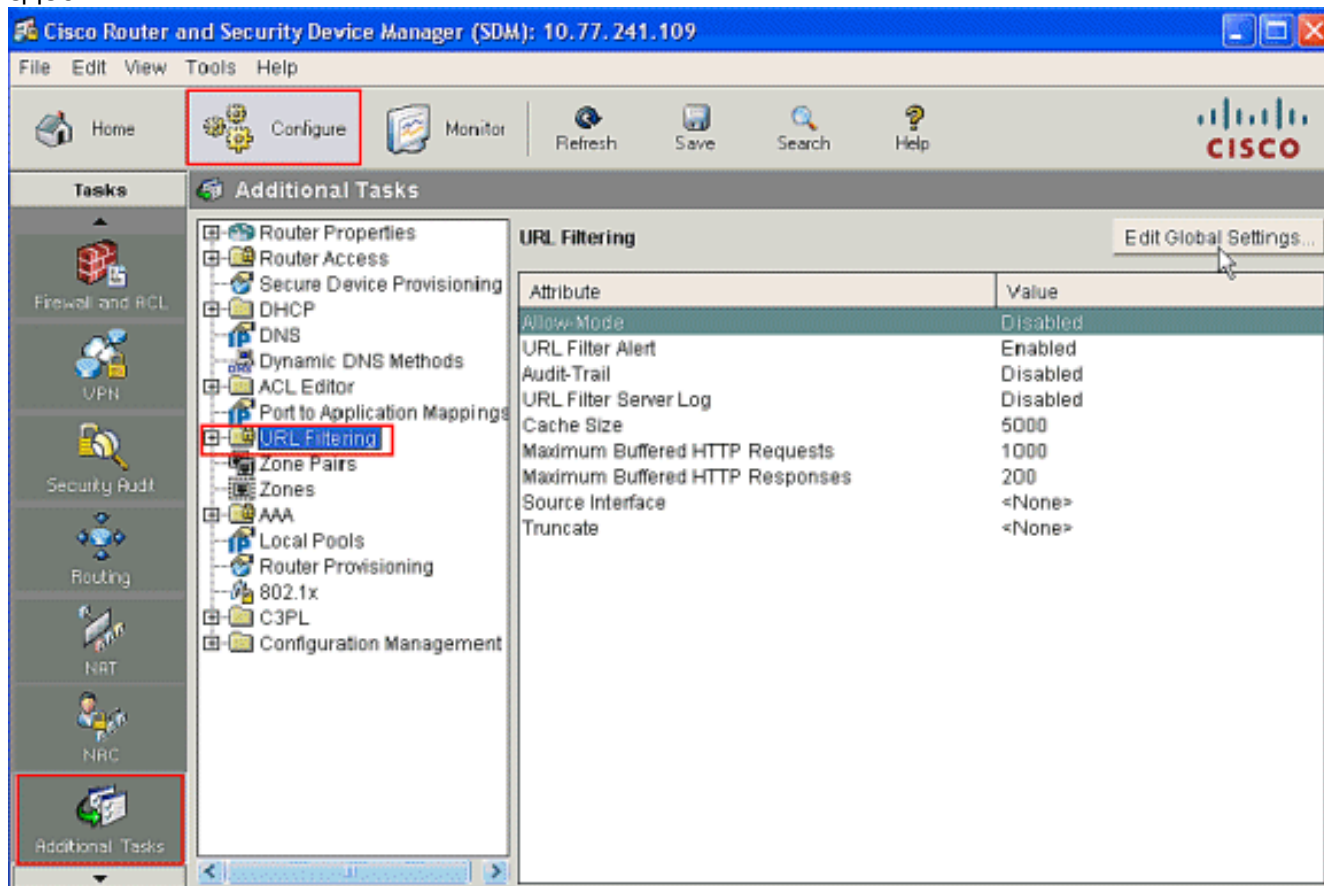 Cisco Router and Security Device Manager (SDM): 10.77.241.109
File Edit View Tools Help
Home
Configure
Monitor
Refresh
Save
Search
Help
CISCO
Tasks
Additional Tasks
Firewall and ACL
VPN
Security Audit
Routing
NAT
NAC
Additional Tasks
Router Properties
Router Access
Secure Device Provisioning
DHCP
DNS
Dynamic DNS Methods
ACL Editor
Port to Application Mappings
URL Filtering
Zone Pairs
Zones
AAA
Local Pools
Router Provisioning
802.1x
C3PL
Configuration Management
URL Filtering
Edit Global Settings...
Attribute Value
Allow-Mode Disabled
URL Filter Alert Enabled
Audit-Trail Disabled
URL Filter Server Log Disabled
Cache Size 5000
Maximum Buffered HTTP Requests 1000
Maximum Buffered HTTP Responses 200
Source Interface <None>
Truncate <None>